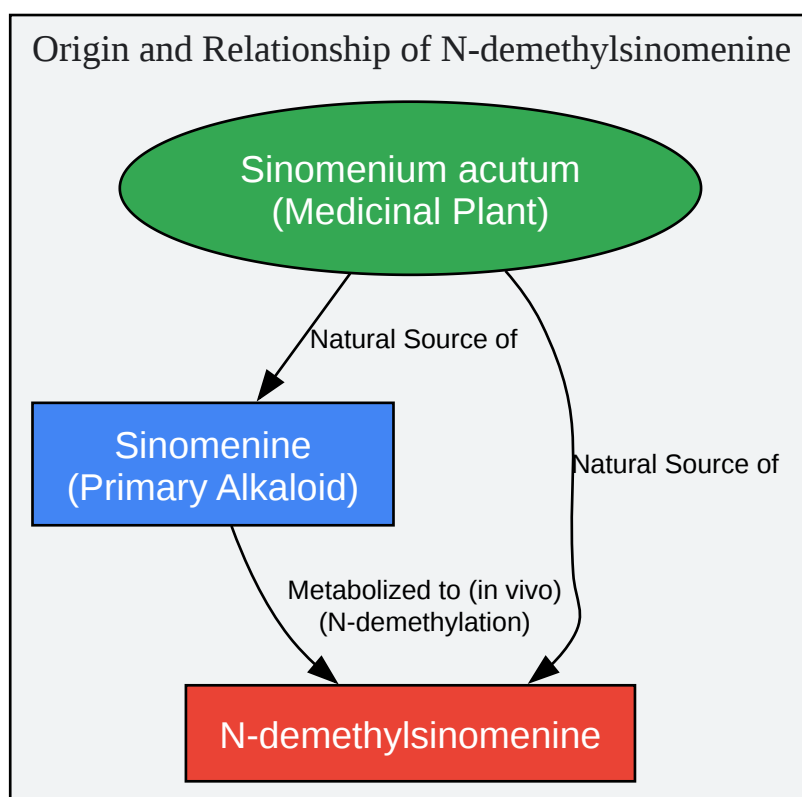 Origin and Relationship of N-demethylsinomenine
Sinomenium acutum
(Medicinal Plant)
Natural Source of
Sinomenine
(Primary Alkaloid)
Natural Source of
Metabolized to (in vivo)
(N-demethylation)
N-demethylsinomenine